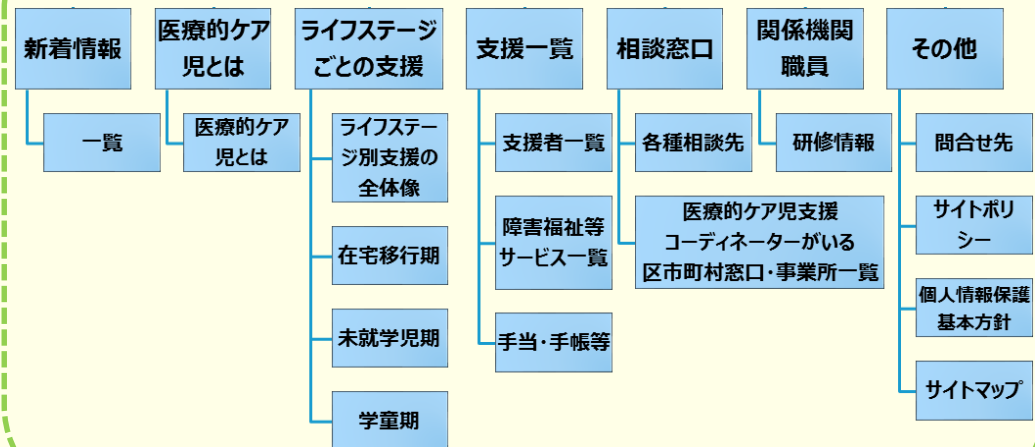 新着情報
一覧
医療的ケア
児とは
医療的ケア
児とは
ライフステージ
ごとの支援
ライフステー
ジ別支援の
全体像
在宅移行期
未就学児期
学童期
支援一覧
支援者一覧
障害福祉等
サービス一覧
手当・手帳等
相談窓口
各種相談先
医療的ケア児支援
コーディネーターがいる
区市町村窓口・事業所一覧
関係機関
職員
研修情報
その他
問合せ先
サイトポリ
シー
個人情報保護
基本方針
サイトマップ